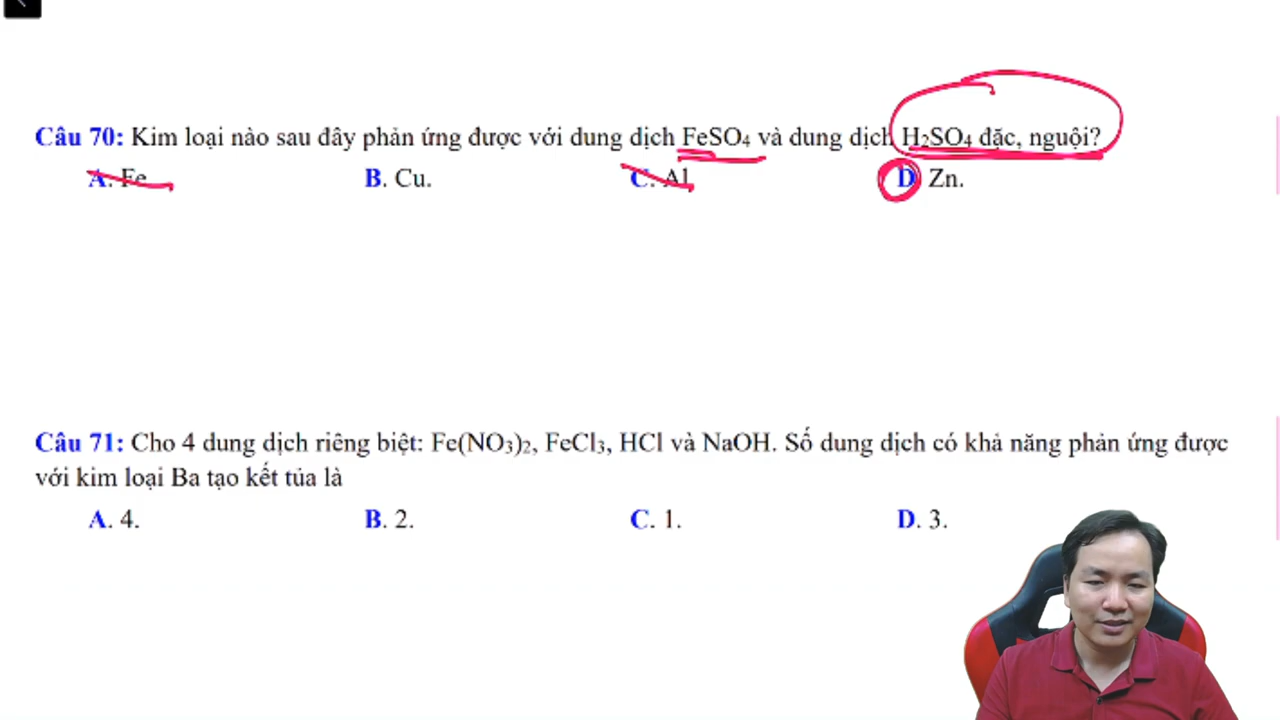 Câu 70: Kim loại nào sau đây phản ứng được với dung dịch FeSO₄ và dung dịch H₂SO₄ đặc, nguội?
A. Fe B. Cu. C. Al D Zn.
Câu 71: Cho 4 dung dịch riêng biệt: Fe(NO₃)₂, FeCl₃, HCl và NaOH. Số dung dịch có khả năng phản ứng được
với kim loại Ba tạo kết tủa là
A. 4. B. 2. C. 1. D. 3.